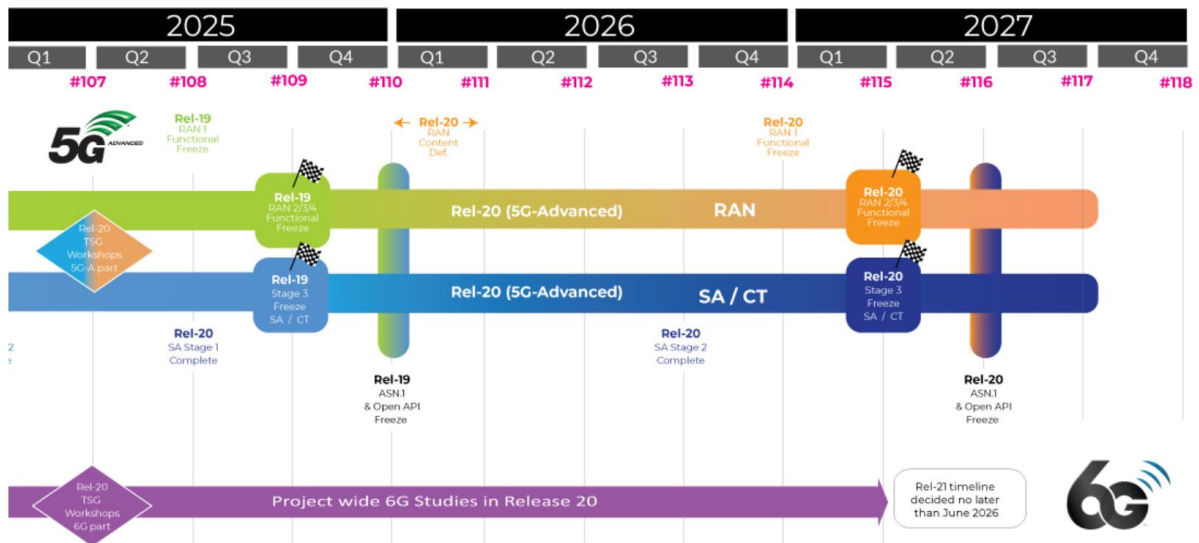 2025 2026 2027
Q1 Q2 Q3 Q4 Q1 Q2 Q3 Q4 Q1 Q2 Q3 Q4
#107 #108 #109 #110 #111 #112 #113 #114 #115 #116 #117 #118
5G ADVANCED
Rel-19
RAN 1
Functional
Freeze
Rel-20
RAN
Content
Def.
Rel-20
RAN 1
Functional
Freeze
Rel-19
RAN 2/3/4
Functional
Freeze
Rel-20 (5G-Advanced) RAN
Rel-20
RAN 2/3/4
Functional
Freeze
Rel-20
TSG
Workshops
5G-A part
Rel-19
Stage 3
Freeze
SA / CT
Rel-20 (5G-Advanced) SA / CT
Rel-20
Stage 3
Freeze
SA / CT
2
e
Rel-20
SA Stage 1
Complete
Rel-20
SA Stage 2
Complete
Rel-19
ASN.1
& Open API
Freeze
Rel-20
ASN.1
& Open API
Freeze
Rel-20
TSG
Workshops
6G part
Project wide 6G Studies in Release 20
Rel-21 timeline
decided no later
than June 2026
6G